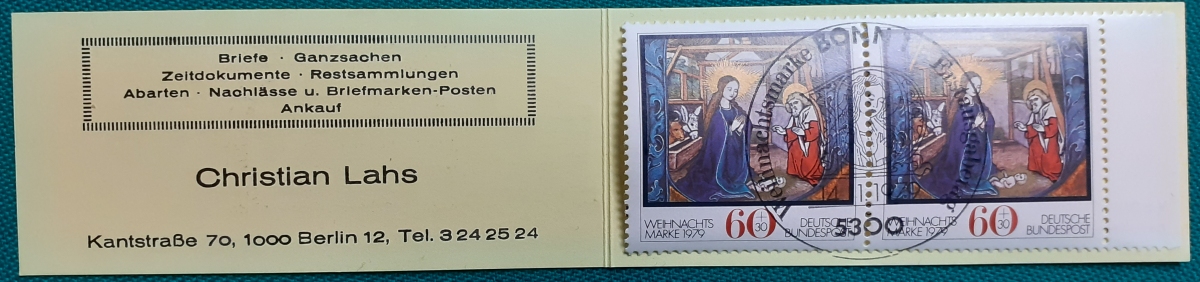 Briefe · Ganzsachen
Zeitdokumente · Restsammlungen
Abarten · Nachlässe u. Briefmarken-Posten
Ankauf
Christian Lahs
Kantstraße 70, 1000 Berlin 12, Tel. 3 24 25 24
BONN 1
Weihnachtsmarke
5300
WEIHNACHTS
MARKE 1979
60 + 30
DEUTSCHE
BUNDESPOST
WEIHNACHTS
MARKE 1979
60 + 30
DEUTSCHE
BUNDESPOST